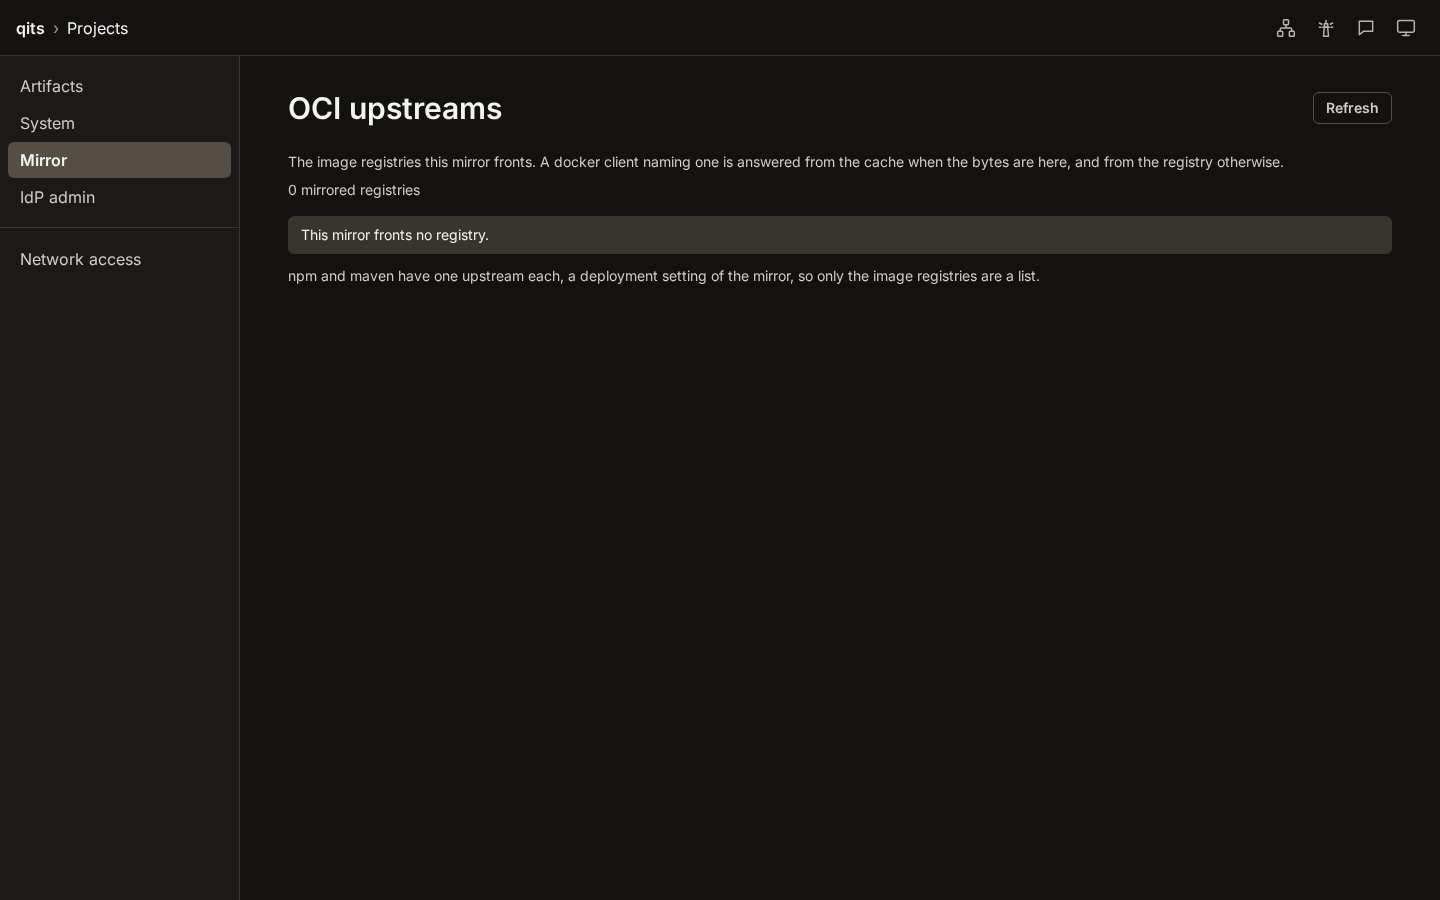 qits › Projects
Artifacts
System
Mirror
IdP admin
Network access
OCI upstreams
Refresh
The image registries this mirror fronts. A docker client naming one is answered from the cache when the bytes are here, and from the registry otherwise.
0 mirrored registries
This mirror fronts no registry.
npm and maven have one upstream each, a deployment setting of the mirror, so only the image registries are a list.